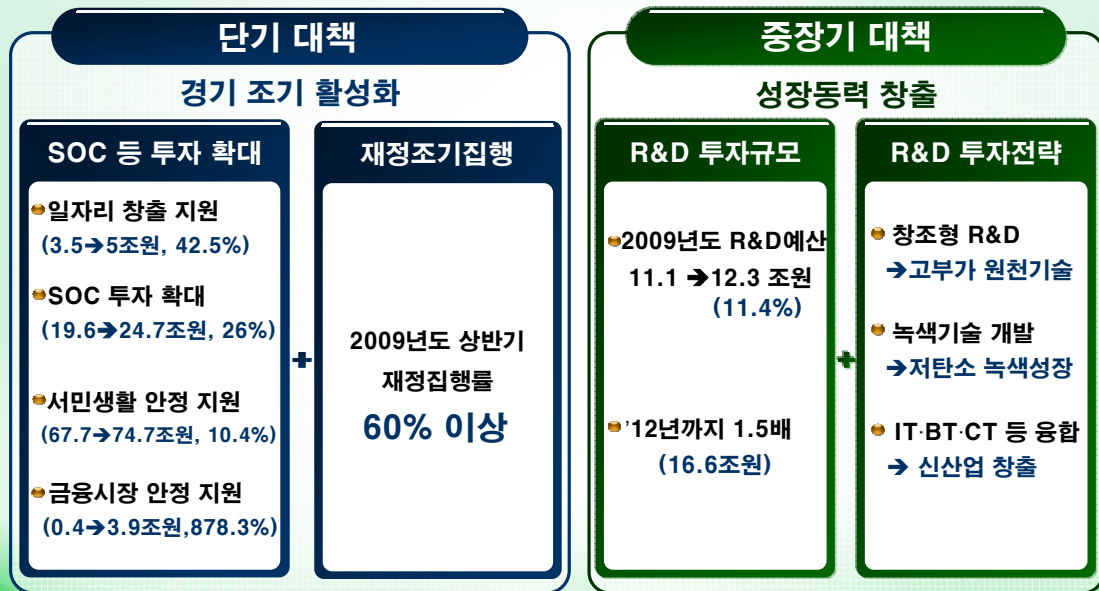 단기 대책
경기 조기 활성화
SOC 등 투자 확대
일자리 창출 지원
(3.5➔5조원, 42.5%)
SOC 투자 확대
(19.6➔24.7조원, 26%)
서민생활 안정 지원
(67.7➔74.7조원, 10.4%)
금융시장 안정 지원
(0.4➔3.9조원,878.3%)
+
재정조기집행
2009년도 상반기
재정집행률
60% 이상
중장기 대책
성장동력 창출
R&D 투자규모
2009년도 R&D예산
11.1 ➔12.3 조원
(11.4%)
'12년까지 1.5배
(16.6조원)
+
R&D 투자전략
창조형 R&D
➔고부가 원천기술
녹색기술 개발
➔저탄소 녹색성장
IT·BT·CT 등 융합
➔ 신산업 창출